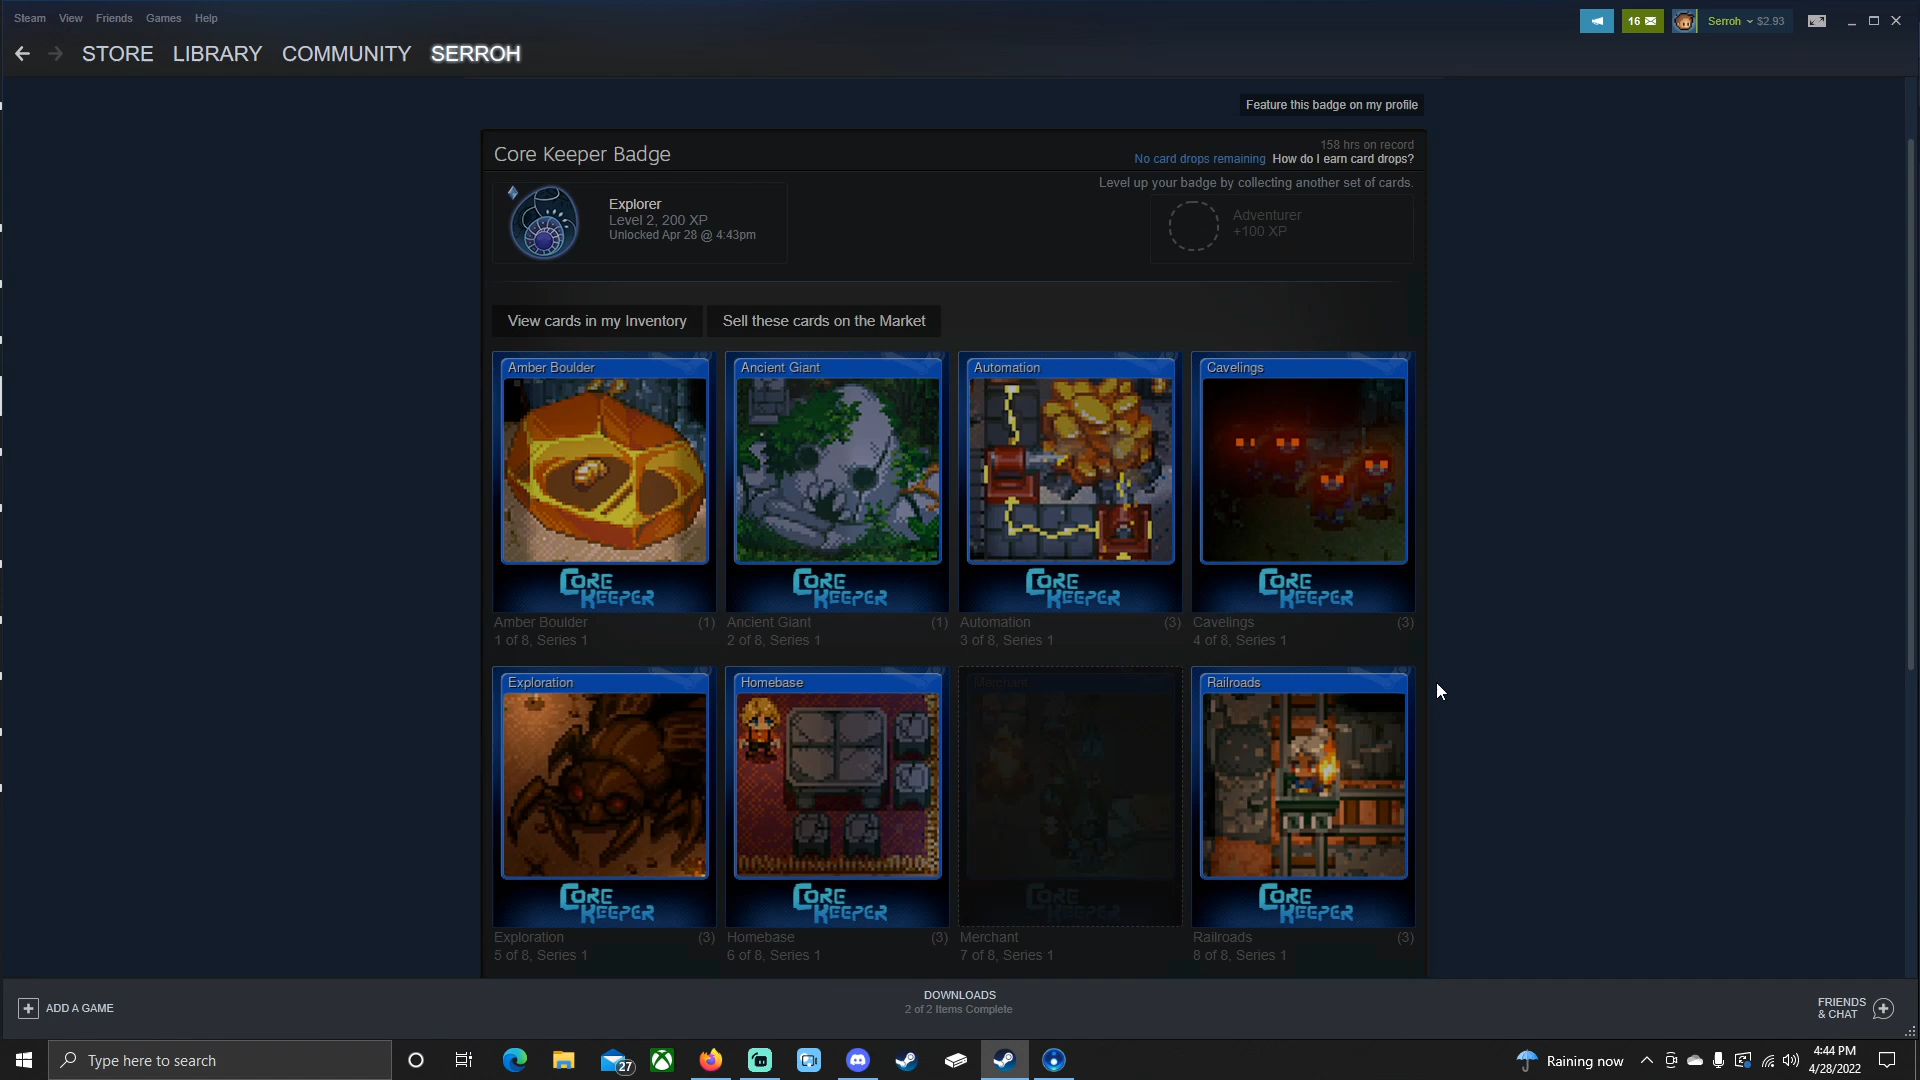 Steam View Friends Games Help
16 Serroh $2.93
STORE LIBRARY COMMUNITY SERROH
Feature this badge on my profile
Core Keeper Badge
158 hrs on record
No card drops remaining How do I earn card drops?
Level up your badge by collecting another set of cards.
Explorer
Level 2, 200 XP
Unlocked Apr 28 @ 4:43pm
Adventurer
+100 XP
View cards in my Inventory Sell these cards on the Market
Amber Boulder Ancient Giant Automation Cavelings
CORE KEEPER CORE KEEPER CORE KEEPER CORE KEEPER
Amber Boulder (1) Ancient Giant (1) Automation (3) Cavelings (3)
1 of 8, Series 1 2 of 8, Series 1 3 of 8, Series 1 4 of 8, Series 1
Exploration Homebase Merchant Railroads
CORE KEEPER CORE KEEPER CORE KEEPER CORE KEEPER
Exploration (3) Homebase (3) Merchant Railroads (3)
5 of 8, Series 1 6 of 8, Series 1 7 of 8, Series 1 8 of 8, Series 1
ADD A GAME
DOWNLOADS
2 of 2 Items Complete
FRIENDS
& CHAT
Type here to search
27
Raining now
4:44 PM
4/28/2022